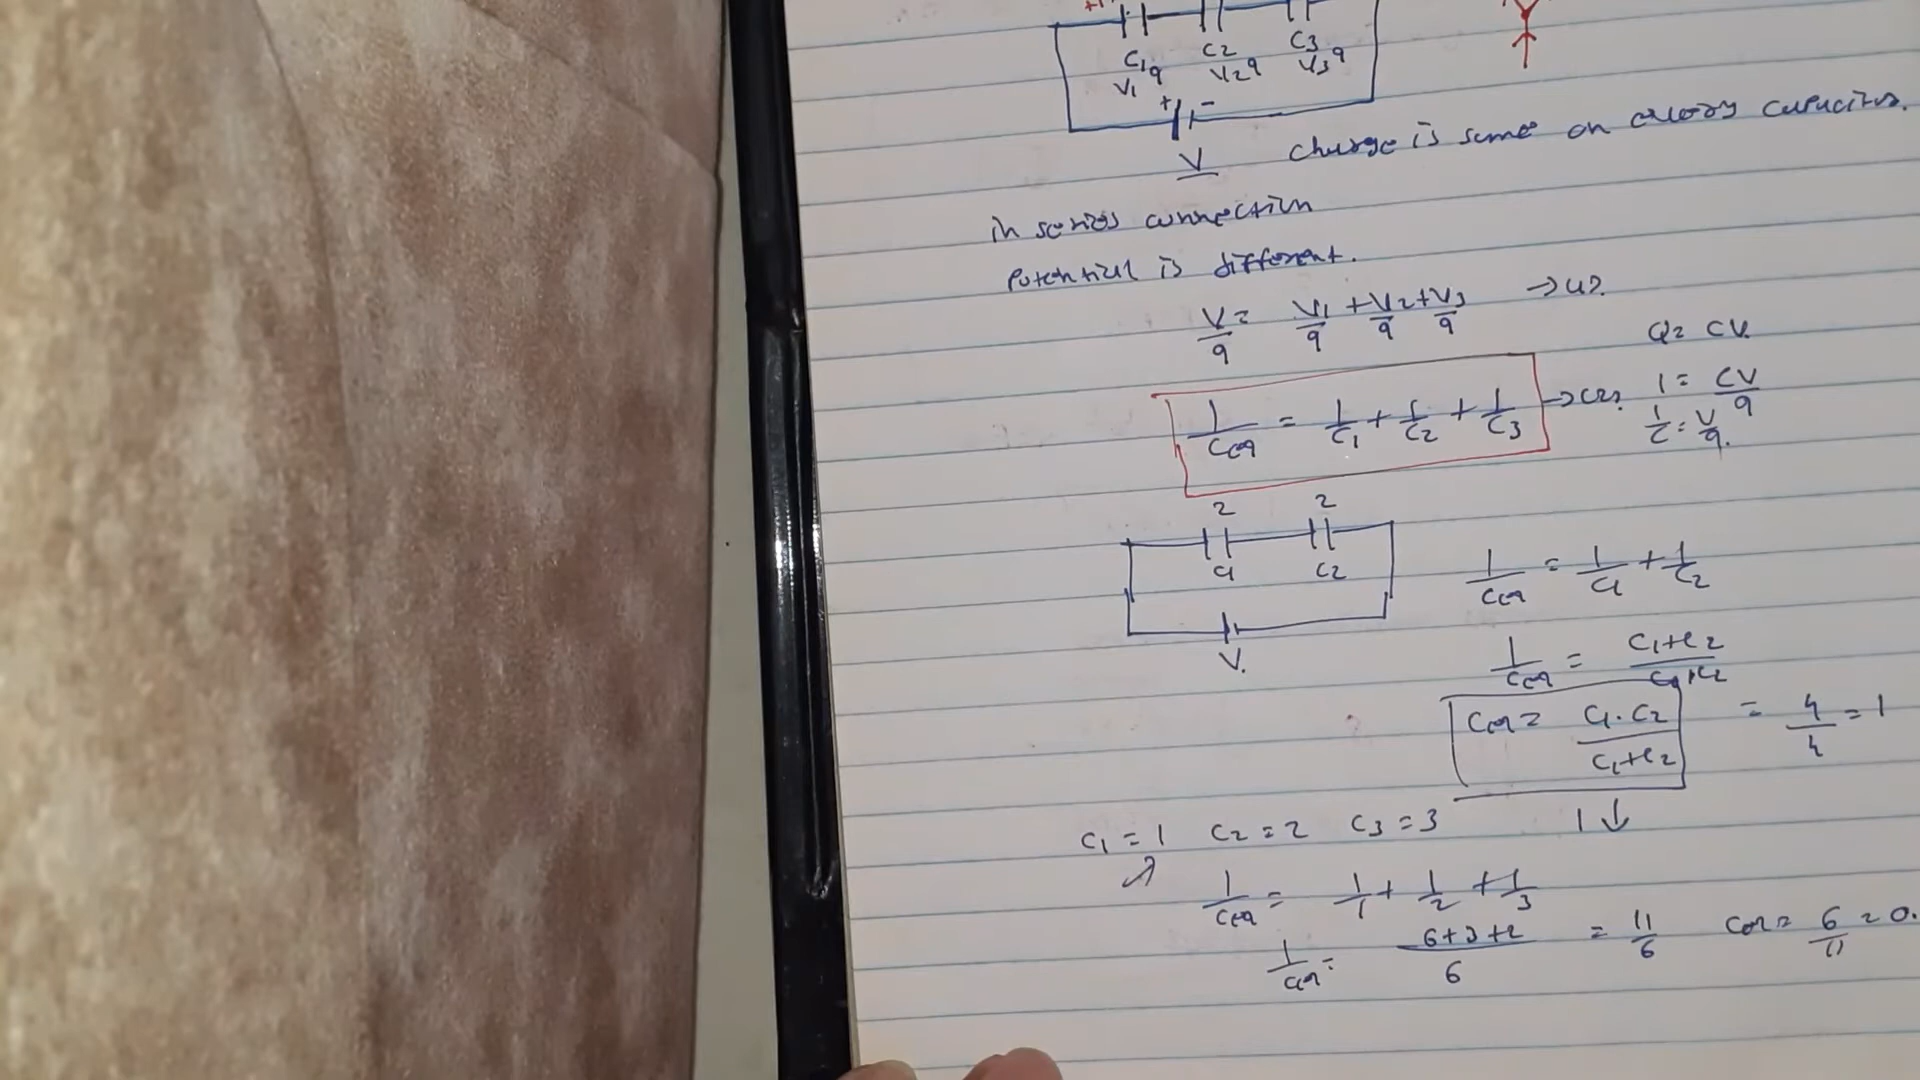 C1 C2 C3
V1 q V2 q V3 q
+ -
V
Charge is same on every capacitor.
in series connection
Potential is different.
V/q = V1/q + V2/q + V3/q
Q = CV
1/Ceq = 1/C1 + 1/C2 + 1/C3
1 = CV/q
1/C = V/q.
2 2
C1 C2
1/Ceq = 1/C1 + 1/C2
V.
1/Ceq = C1+C2/C1.C2
Ceq = C1.C2/C1+C2 = 4/4 = 1
C1 = 1 C2 = 2 C3 = 3 1↓
1/Ceq = 1/1 + 1/2 + 1/3
1/Ceq = 6+3+2/6 = 11/6 Ceq = 6/11 = 0.